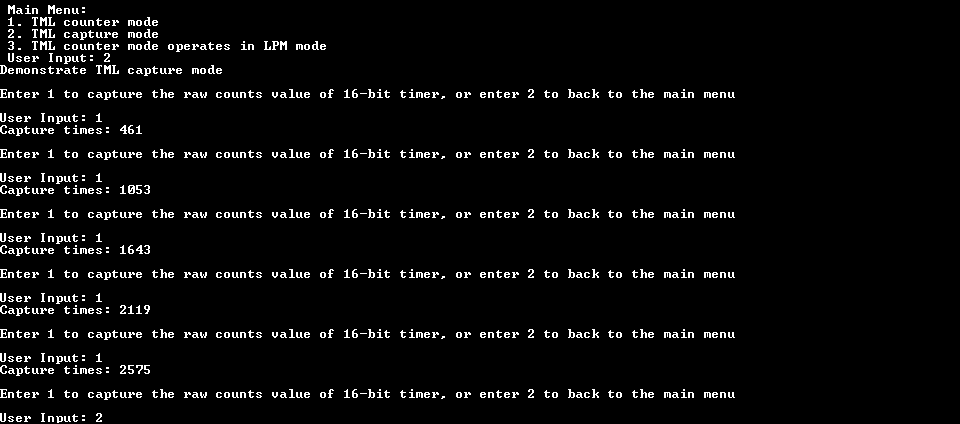 Main Menu:
1. TML counter mode
2. TML capture mode
3. TML counter mode operates in LPM mode
User Input: 2
Demonstrate TML capture mode
Enter 1 to capture the raw counts value of 16-bit timer, or enter 2 to back to the main menu
User Input: 1
Capture times: 461
Enter 1 to capture the raw counts value of 16-bit timer, or enter 2 to back to the main menu
User Input: 1
Capture times: 1053
Enter 1 to capture the raw counts value of 16-bit timer, or enter 2 to back to the main menu
User Input: 1
Capture times: 1643
Enter 1 to capture the raw counts value of 16-bit timer, or enter 2 to back to the main menu
User Input: 1
Capture times: 2119
Enter 1 to capture the raw counts value of 16-bit timer, or enter 2 to back to the main menu
User Input: 1
Capture times: 2575
Enter 1 to capture the raw counts value of 16-bit timer, or enter 2 to back to the main menu
User Input: 2